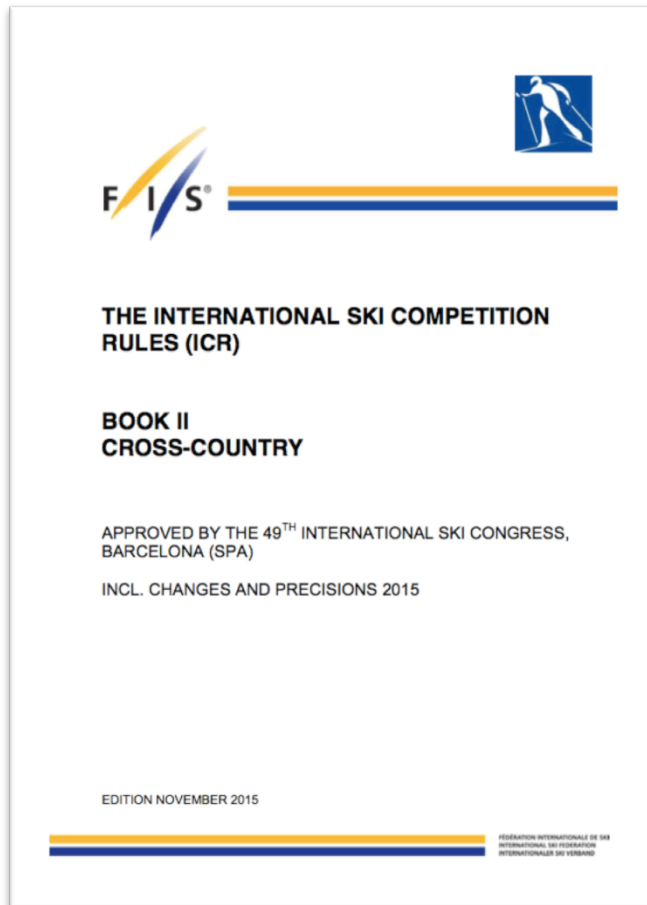 FIS®
THE INTERNATIONAL SKI COMPETITION
RULES (ICR)
BOOK II
CROSS-COUNTRY
APPROVED BY THE 49TH INTERNATIONAL SKI CONGRESS,
BARCELONA (SPA)
INCL. CHANGES AND PRECISIONS 2015
EDITION NOVEMBER 2015
FÉDÉRATION INTERNATIONALE DE SKI
INTERNATIONAL SKI FEDERATION
INTERNATIONALER SKI VERBAND